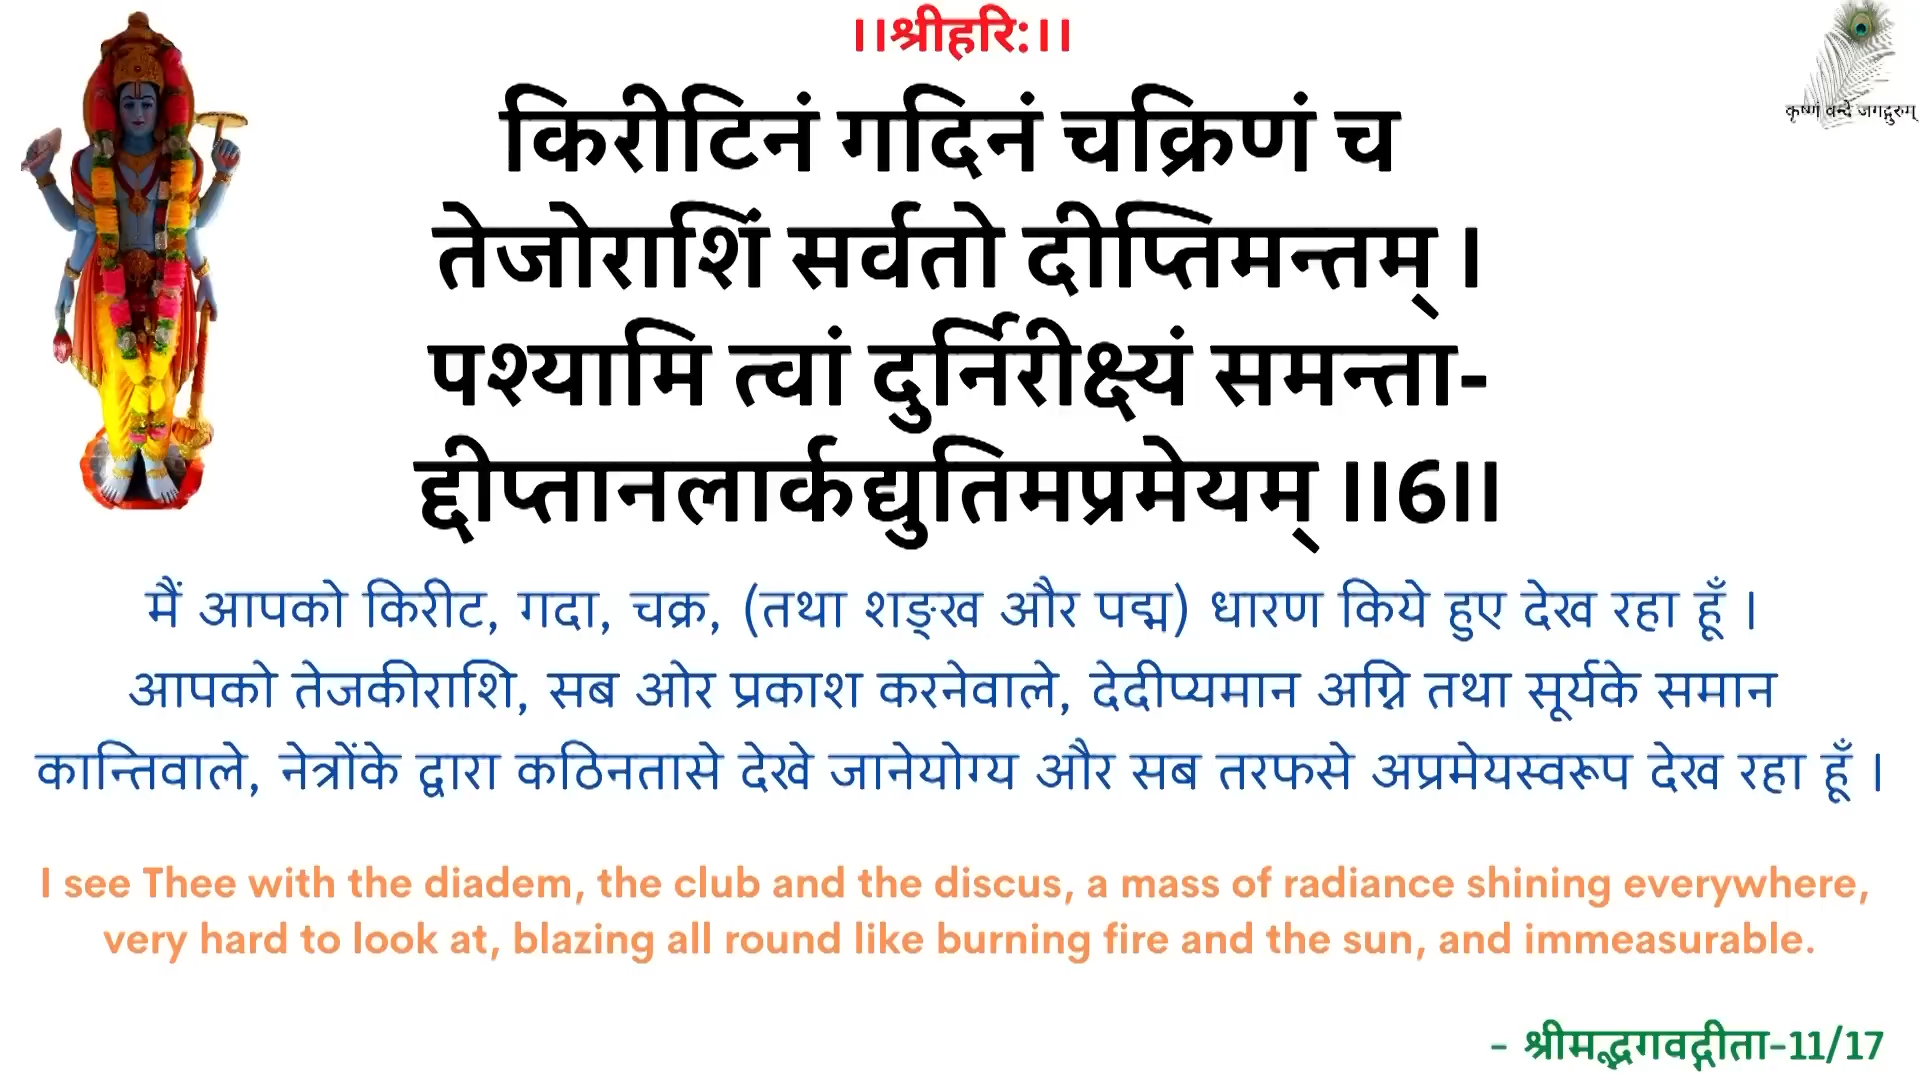 ।।श्रीहरि:।।
कृष्णं वन्दे जगद्गुरुम्
किरीटिनं गदिनं चक्रिणं च
तेजोराशिं सर्वतो दीप्तिमन्तम् ।
पश्यामि त्वां दुर्निरीक्ष्यं समन्ता-
द्दीप्तानलार्कद्युतिमप्रमेयम् ॥6॥
मैं आपको किरीट, गदा, चक्र, (तथा शङ्ख और पद्म) धारण किये हुए देख रहा हूँ ।
आपको तेजकीराशि, सब ओर प्रकाश करनेवाले, देदीप्यमान अग्नि तथा सूर्यके समान
कान्तिवाले, नेत्रोंके द्वारा कठिनतासे देखे जानेयोग्य और सब तरफसे अप्रमेयस्वरूप देख रहा हूँ ।
I see Thee with the diadem, the club and the discus, a mass of radiance shining everywhere,
very hard to look at, blazing all round like burning fire and the sun, and immeasurable.
- श्रीमद्भगवद्गीता-11/17